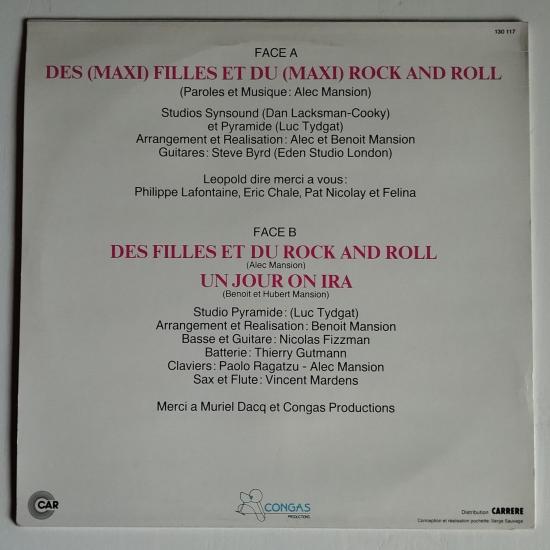 130 117
FACE A
DES (MAXI) FILLES ET DU (MAXI) ROCK AND ROLL
(Paroles et Musique: Alec Mansion)
Studios Synsound (Dan Lacksman-Cooky)
et Pyramide (Luc Tydgat)
Arrangement et Realisation: Alec et Benoit Mansion
Guitares: Steve Byrd (Eden Studio London)
Leopold dire merci a vous:
Philippe Lafontaine, Eric Chale, Pat Nicolay et Felina
FACE B
DES FILLES ET DU ROCK AND ROLL
(Alec Mansion)
UN JOUR ON IRA
(Benoit et Hubert Mansion)
Studio Pyramide: (Luc Tydgat)
Arrangement et Realisation: Benoit Mansion
Basse et Guitare: Nicolas Fizzman
Batterie: Thierry Gutmann
Claviers: Paolo Ragatzu - Alec Mansion
Sax et Flute: Vincent Mardens
Merci a Muriel Dacq et Congas Productions
CAR
CONGAS
PRODUCTIONS
Distribution CARRERE
Conception et réalisation pochette: Serge Sauvage